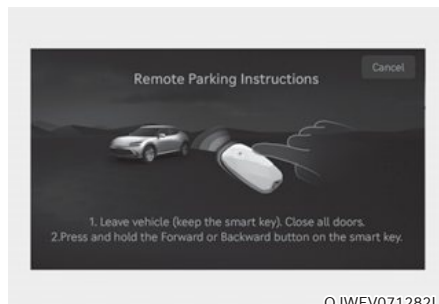 Cancel
Remote Parking Instructions
1. Leave vehicle (keep the smart key). Close all doors.
2.Press and hold the Forward or Backward button on the smart key.